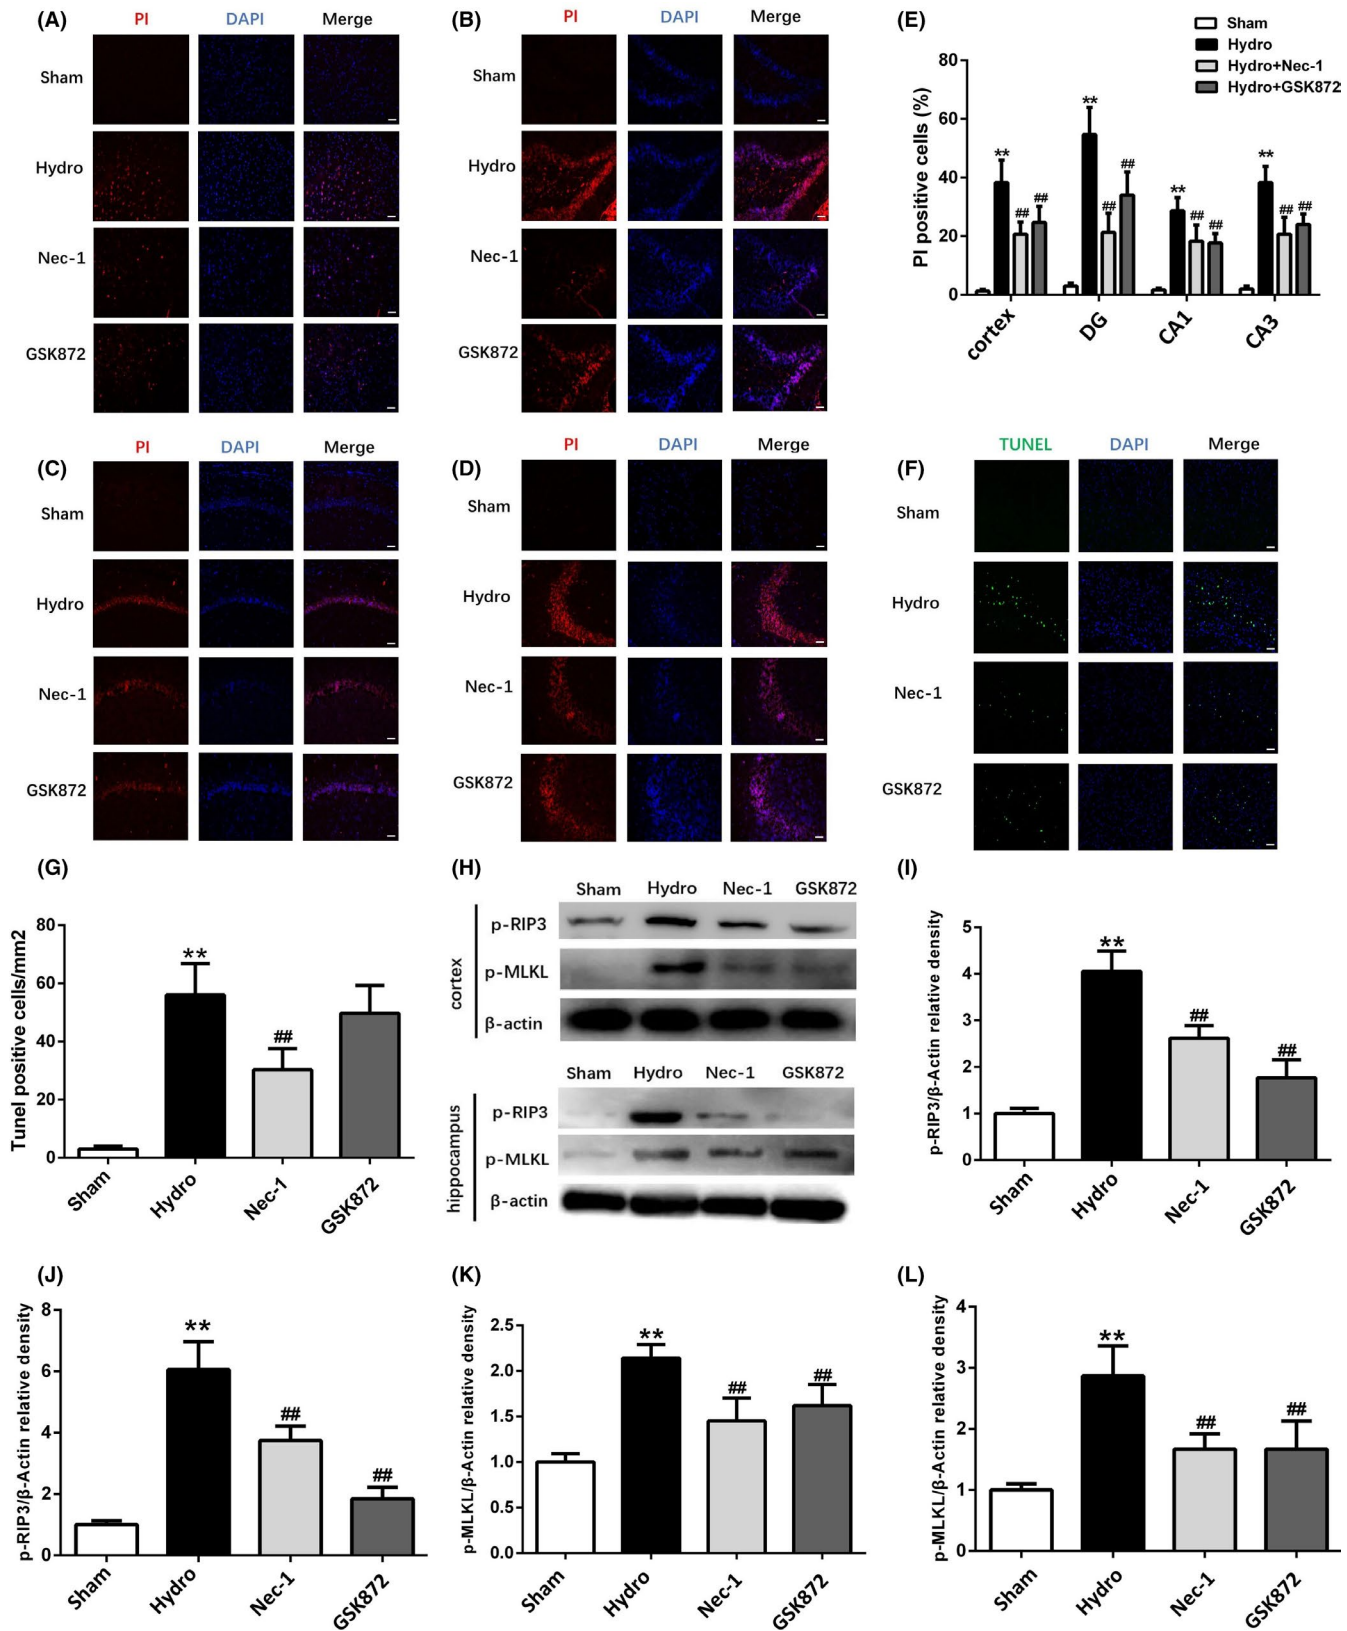 (A) PI DAPI Merge
Sham
Hydro
Nec-1
GSK872
(B) PI DAPI Merge
Sham
Hydro
Nec-1
GSK872
(E)
Sham
Hydro
Hydro+Nec-1
Hydro+GSK872
PI positive cells (%)
80
60
40
20
0
** ## ##
** ## ##
** ## ##
** ## ##
cortex DG CA1 CA3
(C) PI DAPI Merge
Sham
Hydro
Nec-1
GSK872
(D) PI DAPI Merge
Sham
Hydro
Nec-1
GSK872
(F) TUNEL DAPI Merge
Sham
Hydro
Nec-1
GSK872
(G)
Tunel positive cells/mm2
80
60
40
20
0
** ##
Sham Hydro Nec-1 GSK872
(H)
Sham Hydro Nec-1 GSK872
cortex
p-RIP3
p-MLKL
β-actin
Sham Hydro Nec-1 GSK872
hippocampus
p-RIP3
p-MLKL
β-actin
(I)
p-RIP3/β-Actin relative density
5
4
3
2
1
0
** ## ##
Sham Hydro Nec-1 GSK872
(J)
p-RIP3/β-Actin relative density
8
6
4
2
0
** ## ##
Sham Hydro Nec-1 GSK872
(K)
p-MLKL/β-Actin relative density
2.5
2.0
1.5
1.0
0.5
0.0
** ## ##
Sham Hydro Nec-1 GSK872
(L)
p-MLKL/β-Actin relative density
4
3
2
1
0
** ## ##
Sham Hydro Nec-1 GSK872